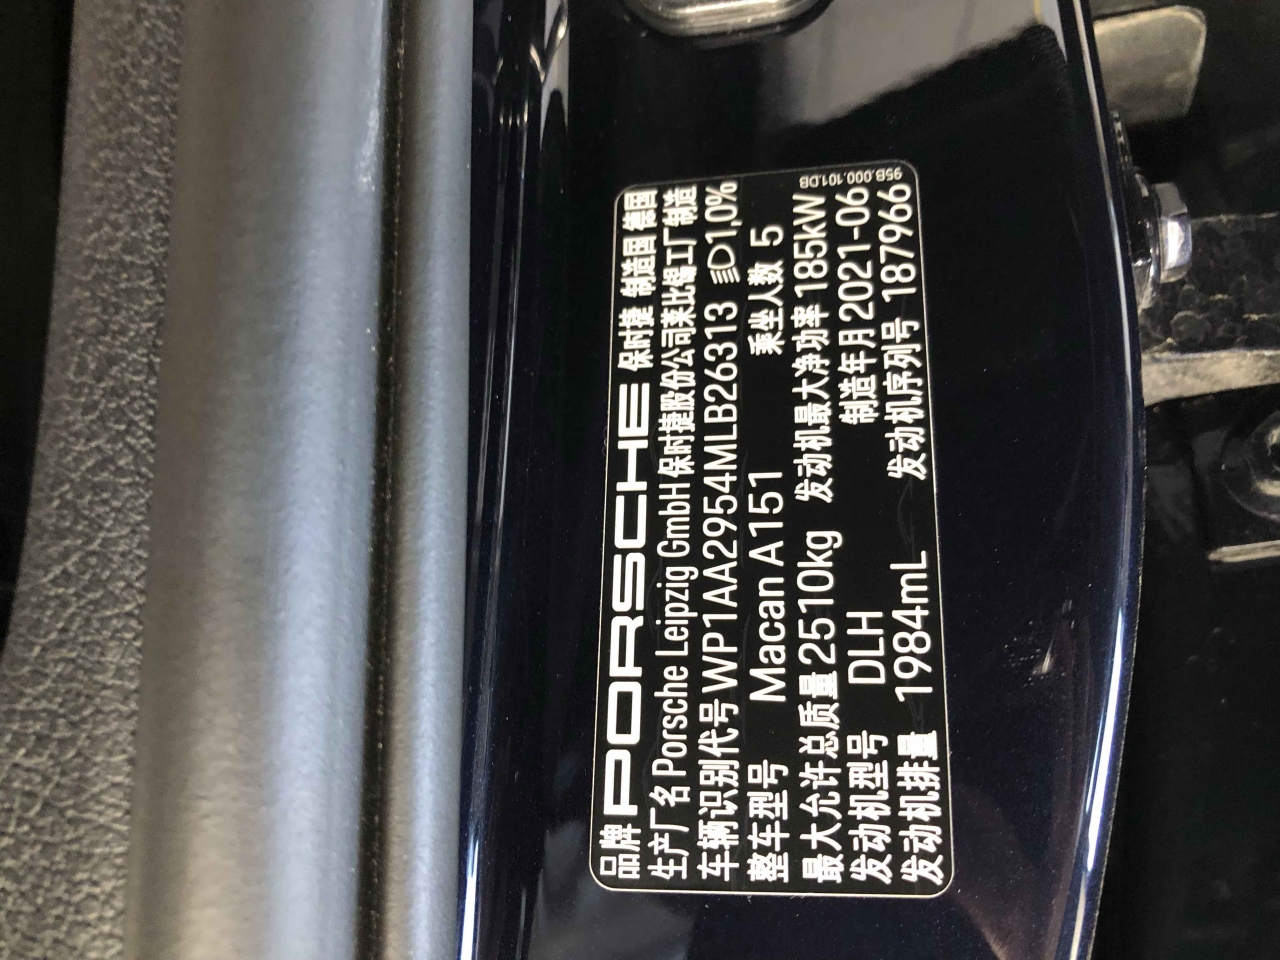 95B.000.101.DB
品牌 PORSCHE 保时捷 制造国 德国
生产厂名 Porsche Leipzig GmbH 保时捷股份公司莱比锡工厂制造
车辆识别代号 WP1AA2954MLB26313 1,0%
整车型号 Macan A151 乘坐人数 5
最大允许总质量 2510kg 发动机最大净功率 185kW
发动机型号 DLH 制造年月 2021-06
发动机排量 1984mL 发动机序列号 187966